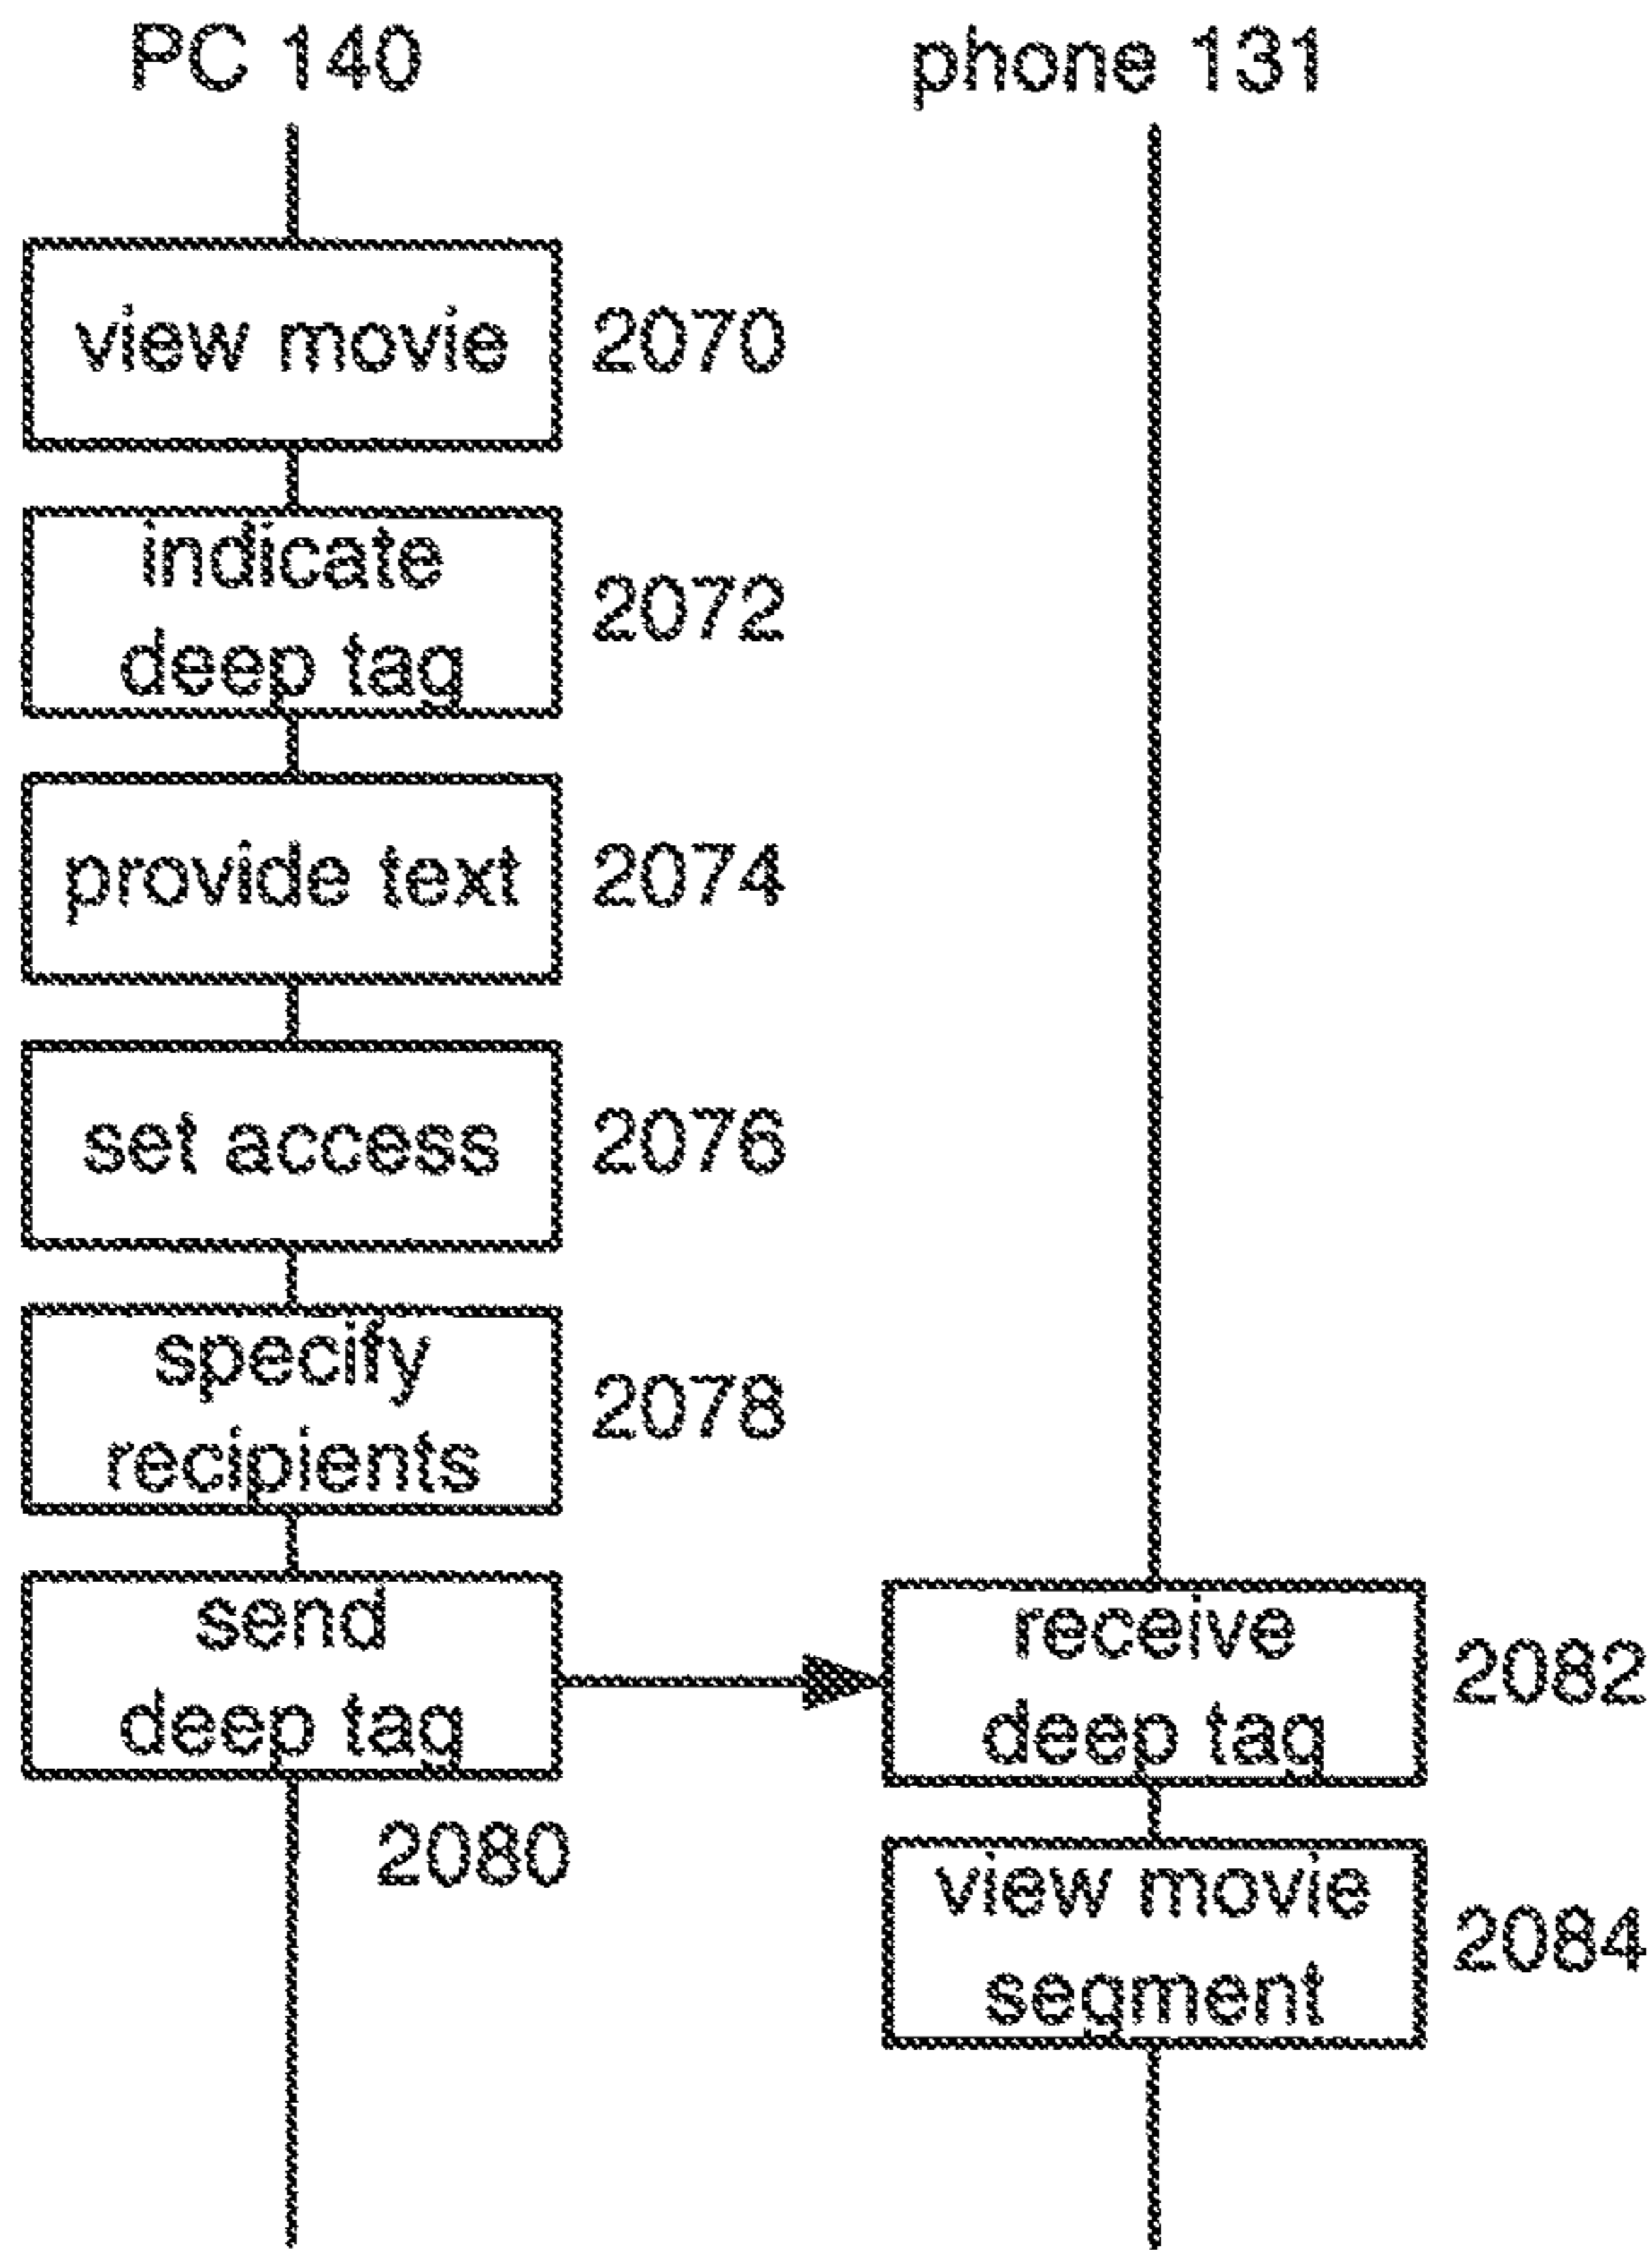 PC 140
phone 131
view movie
2070
indicate
deep tag
2072
provide text
2074
set access
2076
specify
recipients
2078
send
deep tag
2080
receive
deep tag
2082
view movie
segment
2084